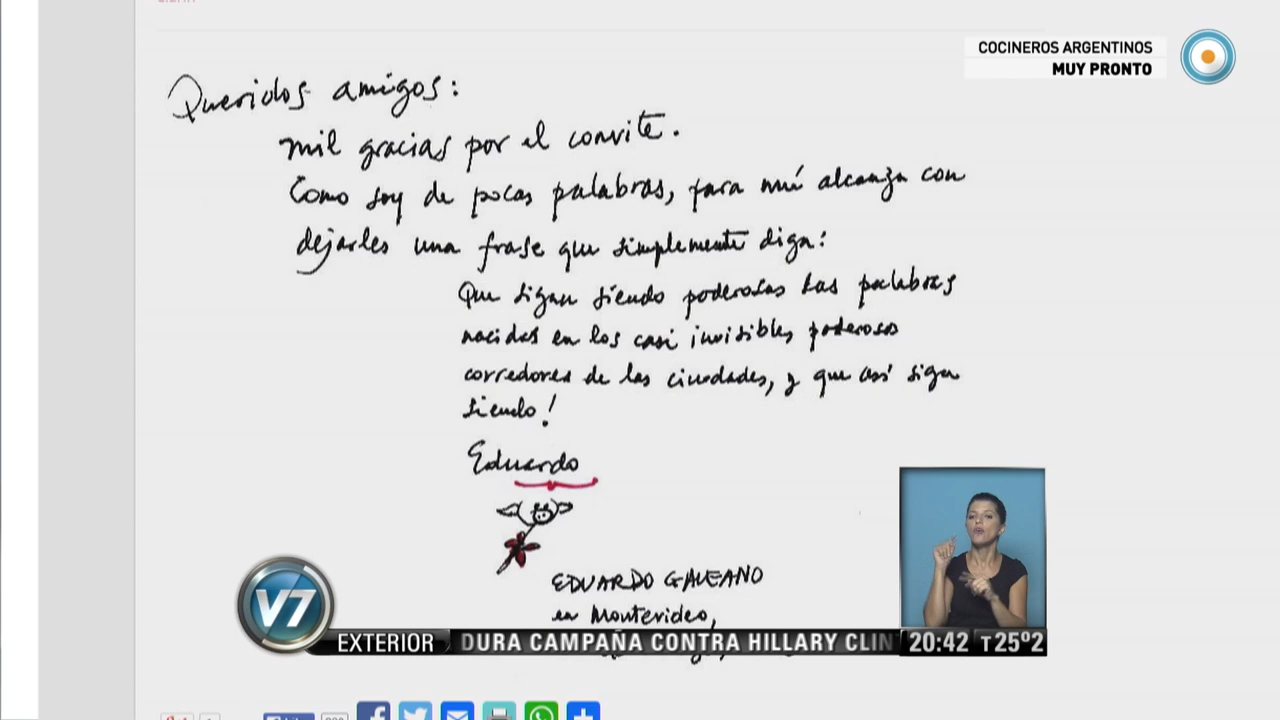 COCINEROS ARGENTINOS
MUY PRONTO
Queridos amigos:
mil gracias por el convite.
Como soy de pocas palabras, para mí alcanza con
dejarles una frase que simplemente diga:
Que sigan siendo poderosas las palabras
nacidas en los casi invisibles, poderosos
corredores de las ciudades, y que así siga
siendo!
Eduardo
EDUARDO GALEANO
en Montevideo,
V7
EXTERIOR DURA CAMPAÑA CONTRA HILLARY CLIN 20:42 T25º2